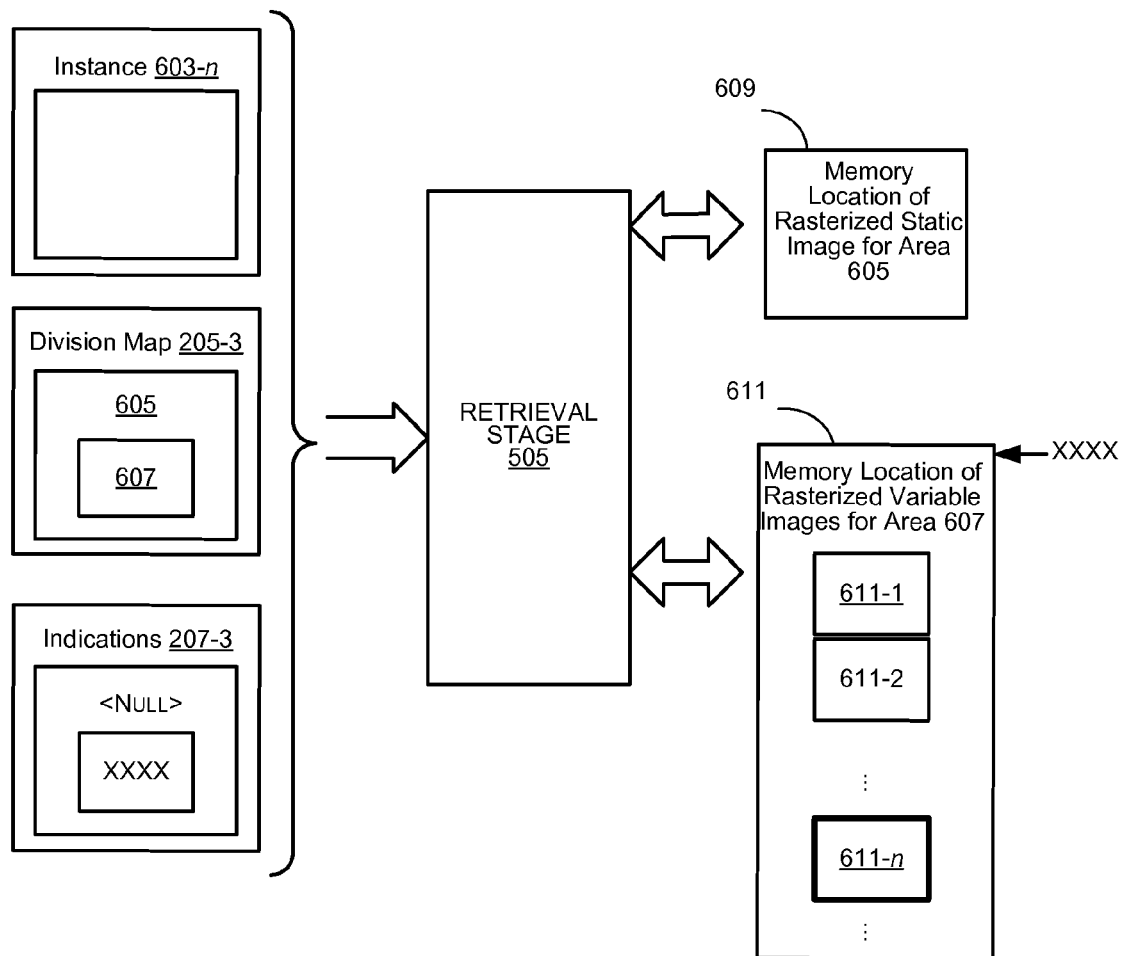 Instance 603-n
Division Map 205-3
605
607
Indications 207-3
<NULL>
XXXX
RETRIEVAL
STAGE
505
609
Memory
Location of
Rasterized Static
Image for Area
605
611
XXXX
Memory Location of
Rasterized Variable
Images for Area 607
611-1
611-2
⋮
611-n
⋮